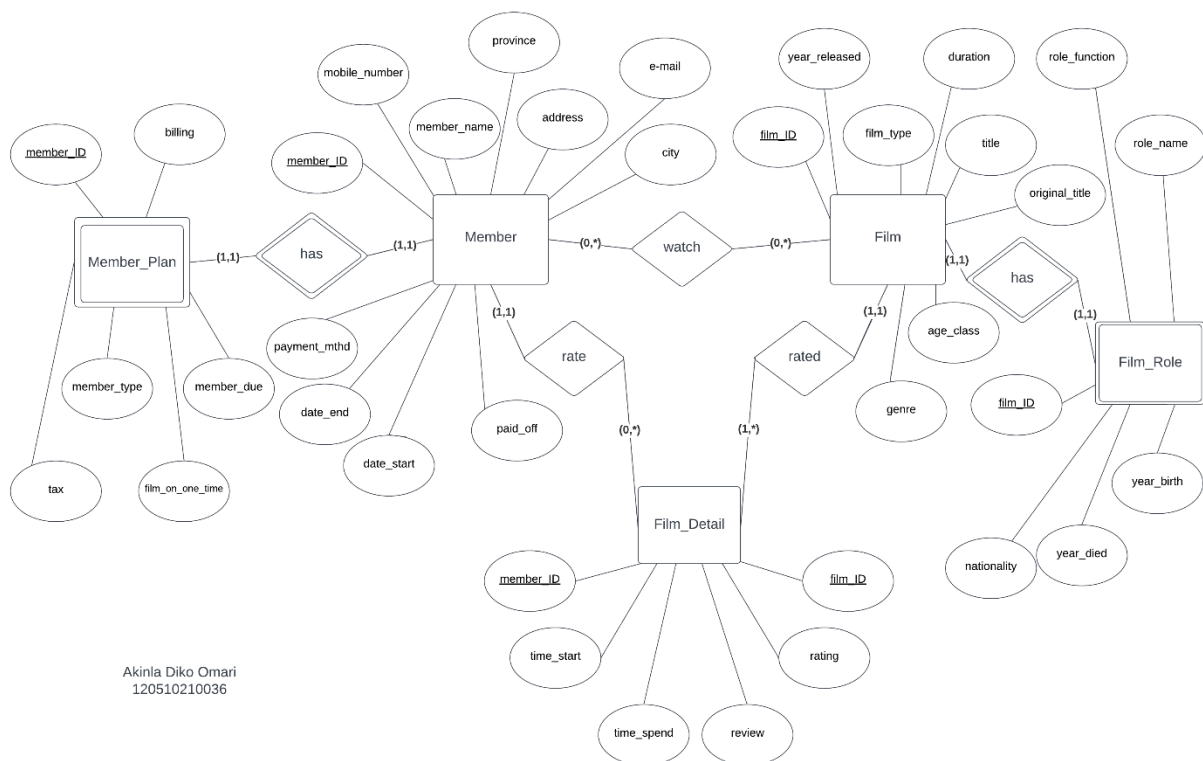 province
year_released
duration
role_function
mobile_number
e-mail
member_name
address
film_ID
film_type
title
role_name
member_ID
billing
member_ID
city
original_title
Member_Plan
(1,1)
has
(1,1)
Member
(0,*)
watch
(0,*)
Film
(1,1)
has
(1,1)
(1,1)
(1,1)
age_class
payment_mthd
rate
rated
Film_Role
member_type
member_due
date_end
paid_off
genre
film_ID
(0,*)
(1,*)
date_start
tax
film_on_one_time
year_birth
Film_Detail
nationality
year_died
member_ID
film_ID
time_start
rating
time_spend
review
Akinla Diko Omari
120510210036